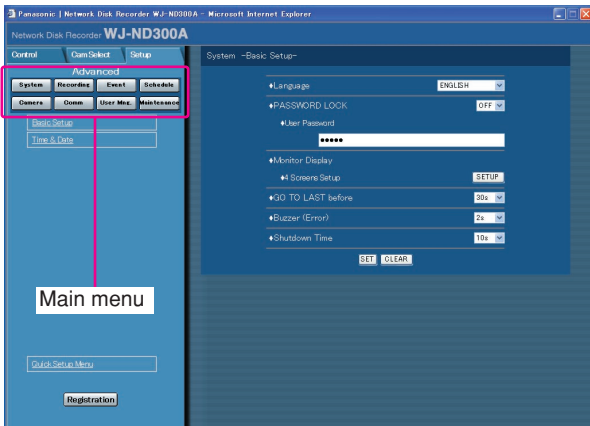 Panasonic | Network Disk Recorder WJ-ND300A - Microsoft Internet Explorer
Network Disk Recorder WJ-ND300A
Control Cam Select Setup
Advanced
System Recording Event Schedule
Camera Comm User Mng. Maintenance
Basic Setup
Time & Date
Main menu
Quick Setup Menu
Registration
System -Basic Setup-
♦Language ENGLISH
♦PASSWORD LOCK OFF
♦User Password
●●●●●
♦Monitor Display
♦4 Screens Setup SETUP
♦GO TO LAST before 30s
♦Buzzer (Error) 2s
♦Shutdown Time 10s
SET CLEAR